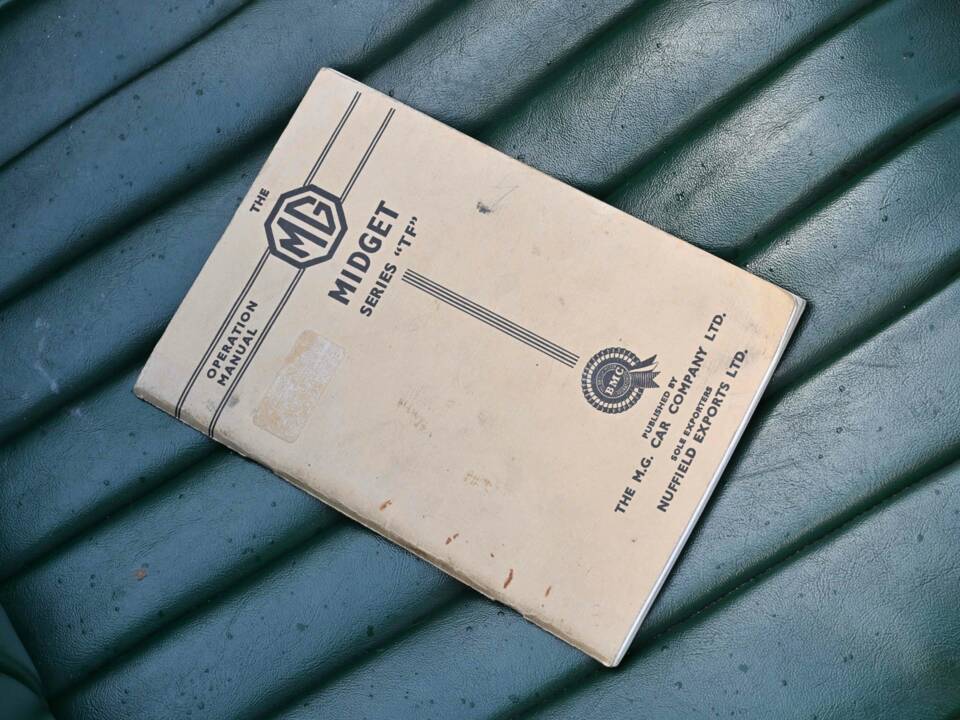 THE
MG
OPERATION
MANUAL
MIDGET
SERIES "TF"
BMC
PUBLISHED BY
THE M.G. CAR COMPANY LTD.
SOLE EXPORTERS
NUFFIELD EXPORTS LTD.